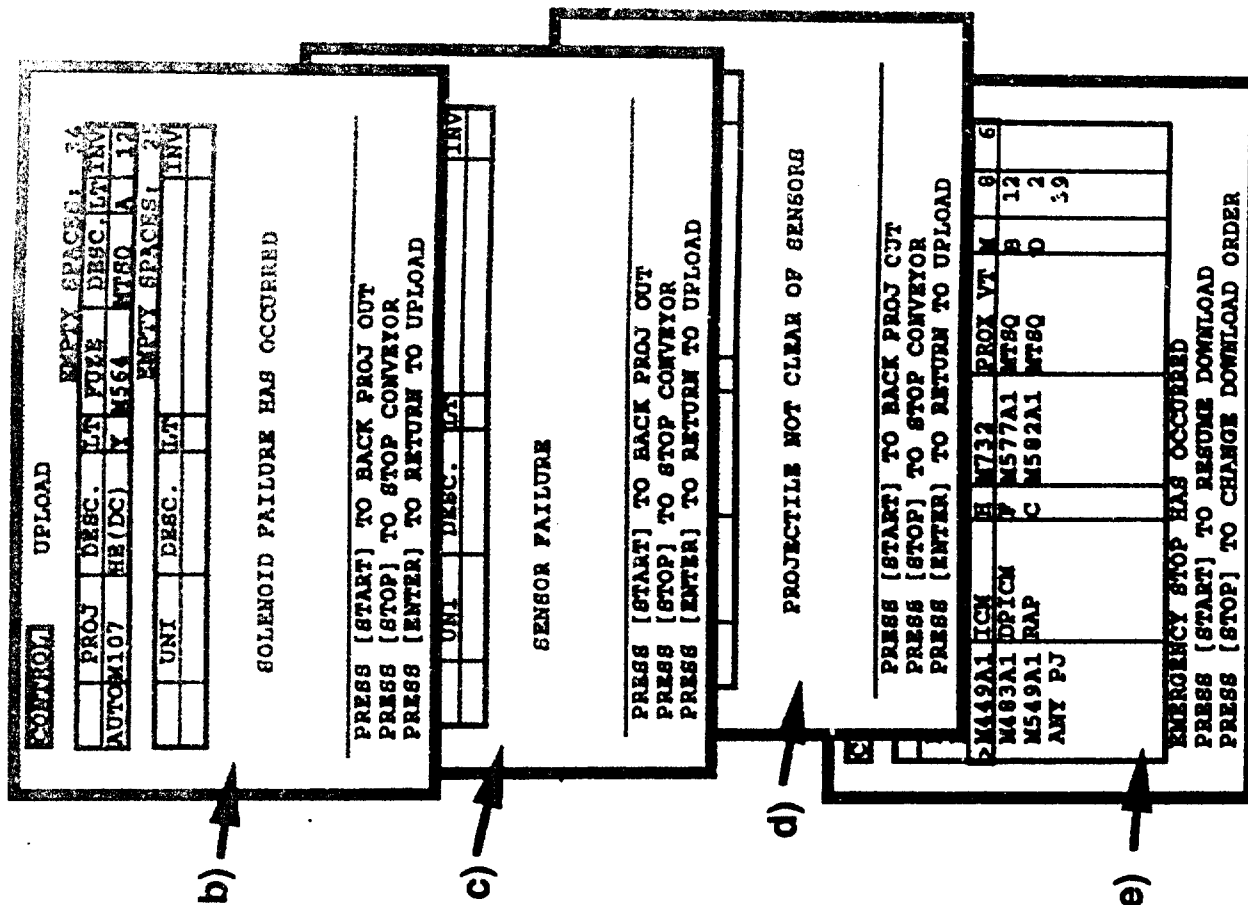 b)
CONTROL UPLOAD
EMPTY SPACES:
PROJ DESC. LT FUZE DESC. LT INV
AUTO M107 HE(DC) Y M564 MTSQ A 12
EMPTY SPACES:
UNI DESC. LT INV
SOLENOID FAILURE HAS OCCURRED
PRESS [START] TO BACK PROJ OUT
PRESS [STOP] TO STOP CONVEYOR
PRESS [ENTER] TO RETURN TO UPLOAD
c)
UNI DESC. LT INV
SENSOR FAILURE
PRESS [START] TO BACK PROJ OUT
PRESS [STOP] TO STOP CONVEYOR
PRESS [ENTER] TO RETURN TO UPLOAD
d)
PROJECTILE NOT CLEAR OF SENSORS
PRESS [START] TO BACK PROJ OUT
PRESS [STOP] TO STOP CONVEYOR
PRESS [ENTER] TO RETURN TO UPLOAD
e)
C
>M449A1 ICM H M732 PROX VT M 8 6
M483A1 DPICM F M577A1 MTSQ B 12
M549A1 RAP C M582A1 MTSQ D 2
ANY PJ 39
EMERGENCY STOP HAS OCCURRED
PRESS [START] TO RESUME DOWNLOAD
PRESS [STOP] TO CHANGE DOWNLOAD ORDER